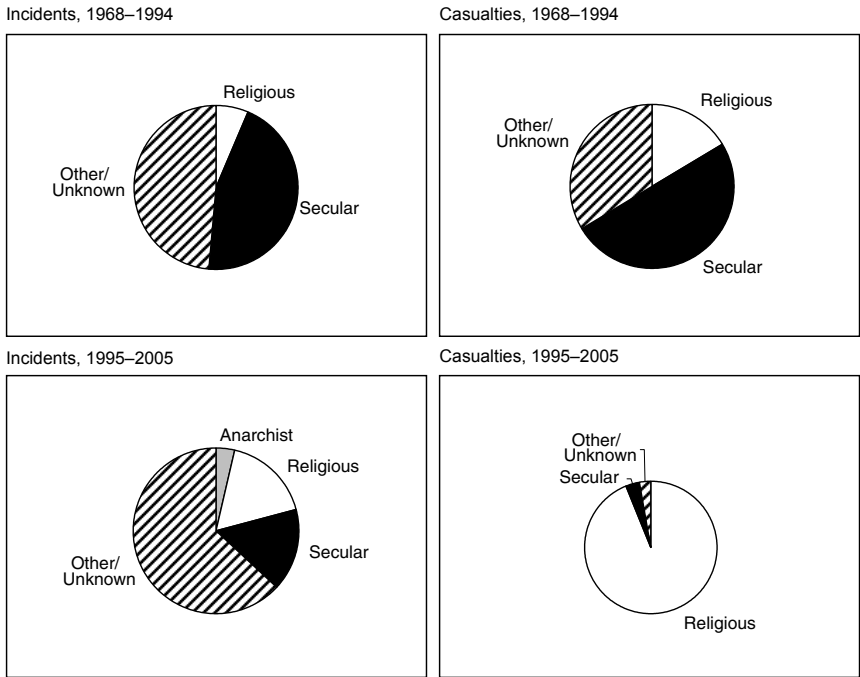 Incidents, 1968–1994
Religious
Other/
Unknown
Secular
Casualties, 1968–1994
Religious
Other/
Unknown
Secular
Incidents, 1995–2005
Anarchist
Religious
Secular
Other/
Unknown
Casualties, 1995–2005
Other/
Unknown
Secular
Religious